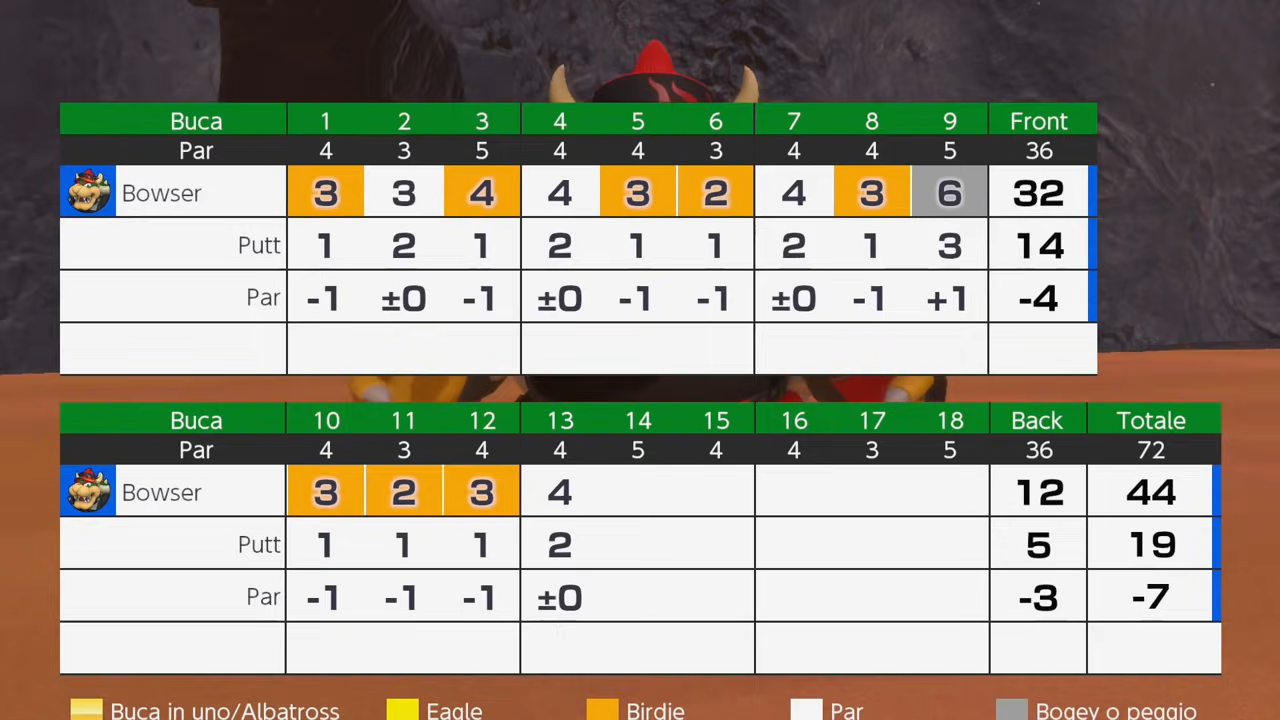 Buca 1 2 3 4 5 6 7 8 9 Front
Par 4 3 5 4 4 3 4 4 5 36
Bowser 3 3 4 4 3 2 4 3 6 32
Putt 1 2 1 2 1 1 2 1 3 14
Par -1 ±0 -1 ±0 -1 -1 ±0 -1 +1 -4
Buca 10 11 12 13 14 15 16 17 18 Back Totale
Par 4 3 4 4 5 4 4 3 5 36 72
Bowser 3 2 3 4 12 44
Putt 1 1 1 2 5 19
Par -1 -1 -1 ±0 -3 -7
Buca in uno/Albatross Eagle Birdie Par Bogey o peggio